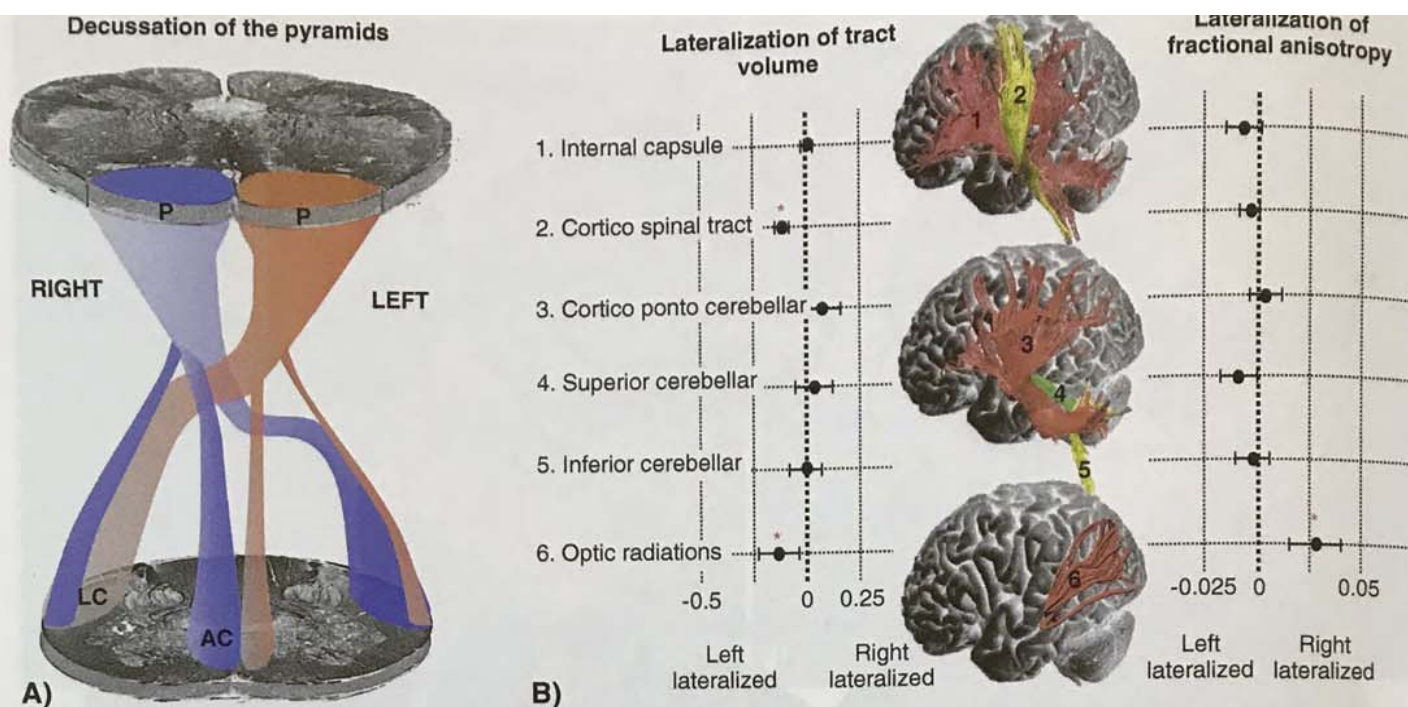 Decussation of the pyramids
P
P
RIGHT
LEFT
LC
AC
A)
Lateralization of tract
volume
1. Internal capsule
2. Cortico spinal tract
3. Cortico ponto cerebellar
4. Superior cerebellar
5. Inferior cerebellar
6. Optic radiations
*
*
-0.5
0
0.25
Left
lateralized
Right
lateralized
B)
1
2
3
4
5
6
Lateralization of
fractional anisotropy
*
-0.025
0
0.05
Left
lateralized
Right
lateralized